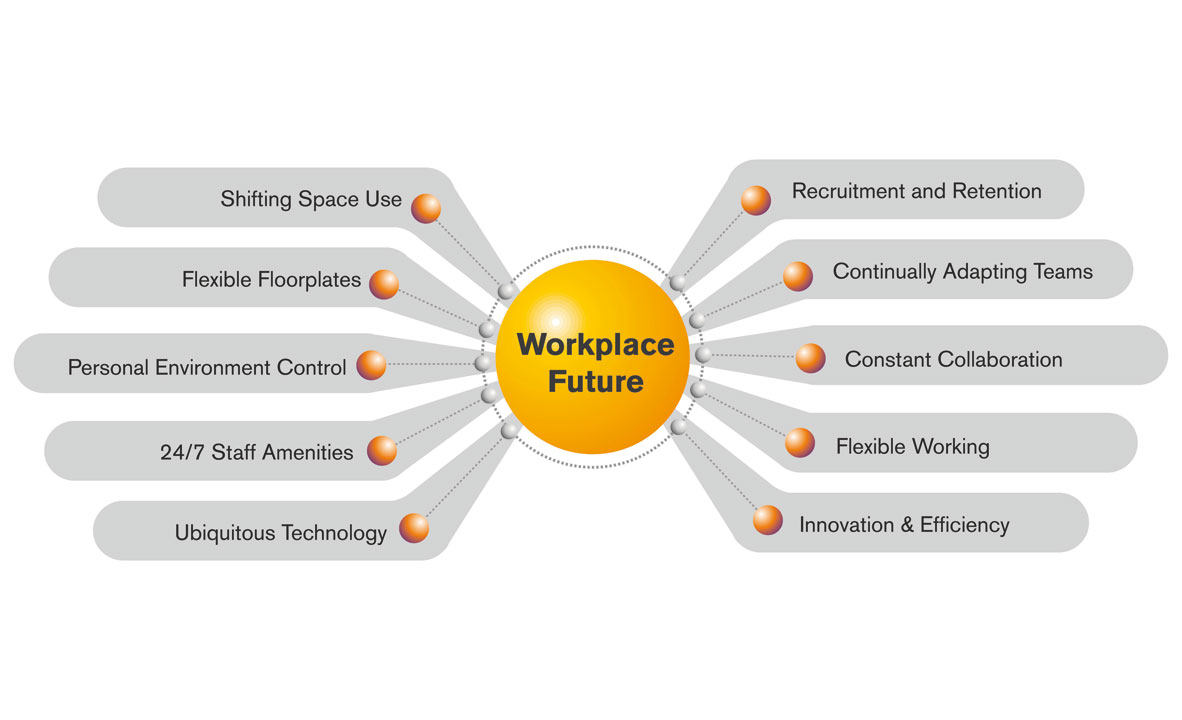 Shifting Space Use
Flexible Floorplates
Personal Environment Control
24/7 Staff Amenities
Ubiquitous Technology
Workplace
Future
Recruitment and Retention
Continually Adapting Teams
Constant Collaboration
Flexible Working
Innovation & Efficiency